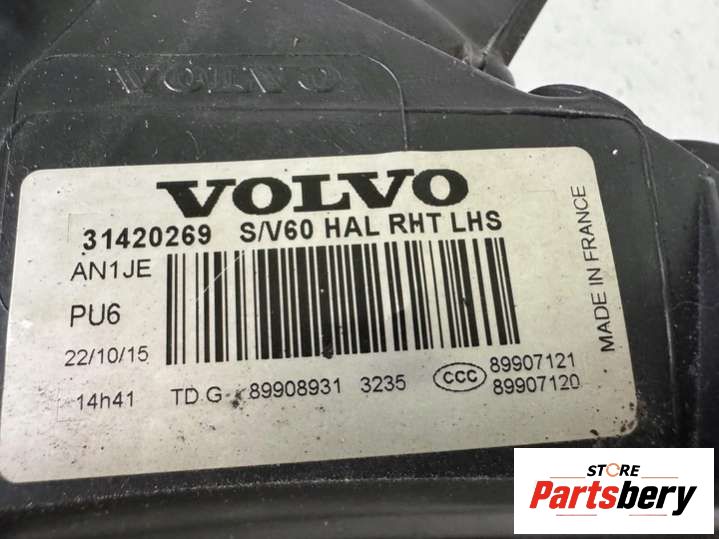 VOLVO
VOLVO
31420269 S/V60 HAL RHT LHS
AN1JE
PU6
22/10/15
14h41 TD G 89908931 3235 CCC 89907121
89907120
MADE IN FRANCE
STORE
Partsbery